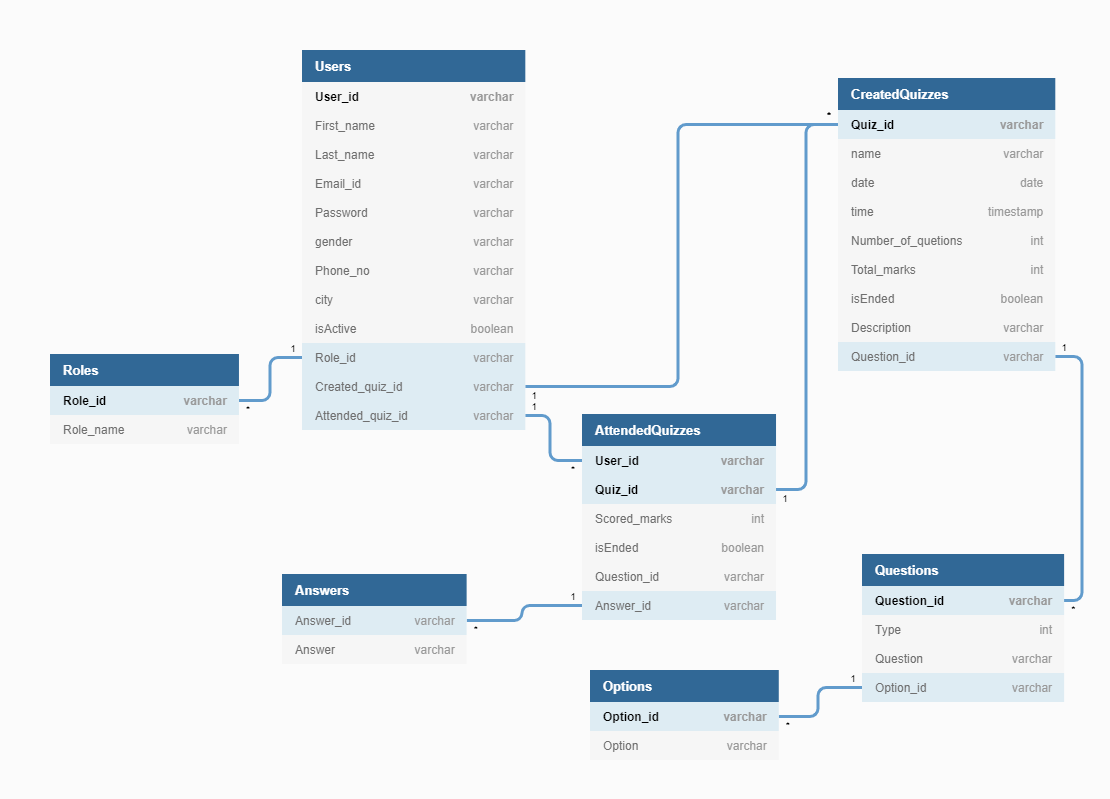 Users
User_id varchar
First_name varchar
Last_name varchar
Email_id varchar
Password varchar
gender varchar
Phone_no varchar
city varchar
isActive boolean
1
Role_id varchar
Created_quiz_id varchar
1
1
Attended_quiz_id varchar
CreatedQuizzes
*
Quiz_id varchar
name varchar
date date
time timestamp
Number_of_quetions int
Total_marks int
isEnded boolean
Description varchar
Question_id varchar
1
Roles
Role_id varchar
*
Role_name varchar
AttendedQuizzes
User_id varchar
*
Quiz_id varchar
1
Scored_marks int
isEnded boolean
Question_id varchar
1
Answer_id varchar
Answers
Answer_id varchar
*
Answer varchar
Questions
Question_id varchar
*
Type int
Question varchar
1
Option_id varchar
Options
Option_id varchar
*
Option varchar